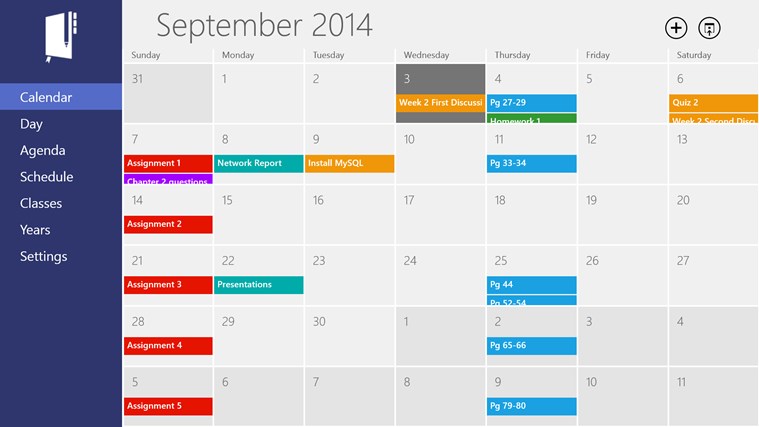 September 2014
Calendar
Day
Agenda
Schedule
Classes
Years
Settings
Sunday Monday Tuesday Wednesday Thursday Friday Saturday
31 1 2 3 4 5 6
Week 2 First Discussi Pg 27-29 Quiz 2
Homework 1 Week 2 Second Discu
7 8 9 10 11 12 13
Assignment 1 Network Report Install MySQL Pg 33-34
Chapter 2 questions
14 15 16 17 18 19 20
Assignment 2
21 22 23 24 25 26 27
Assignment 3 Presentations Pg 44
Pg 52-54
28 29 30 1 2 3 4
Assignment 4 Pg 65-66
5 6 7 8 9 10 11
Assignment 5 Pg 79-80